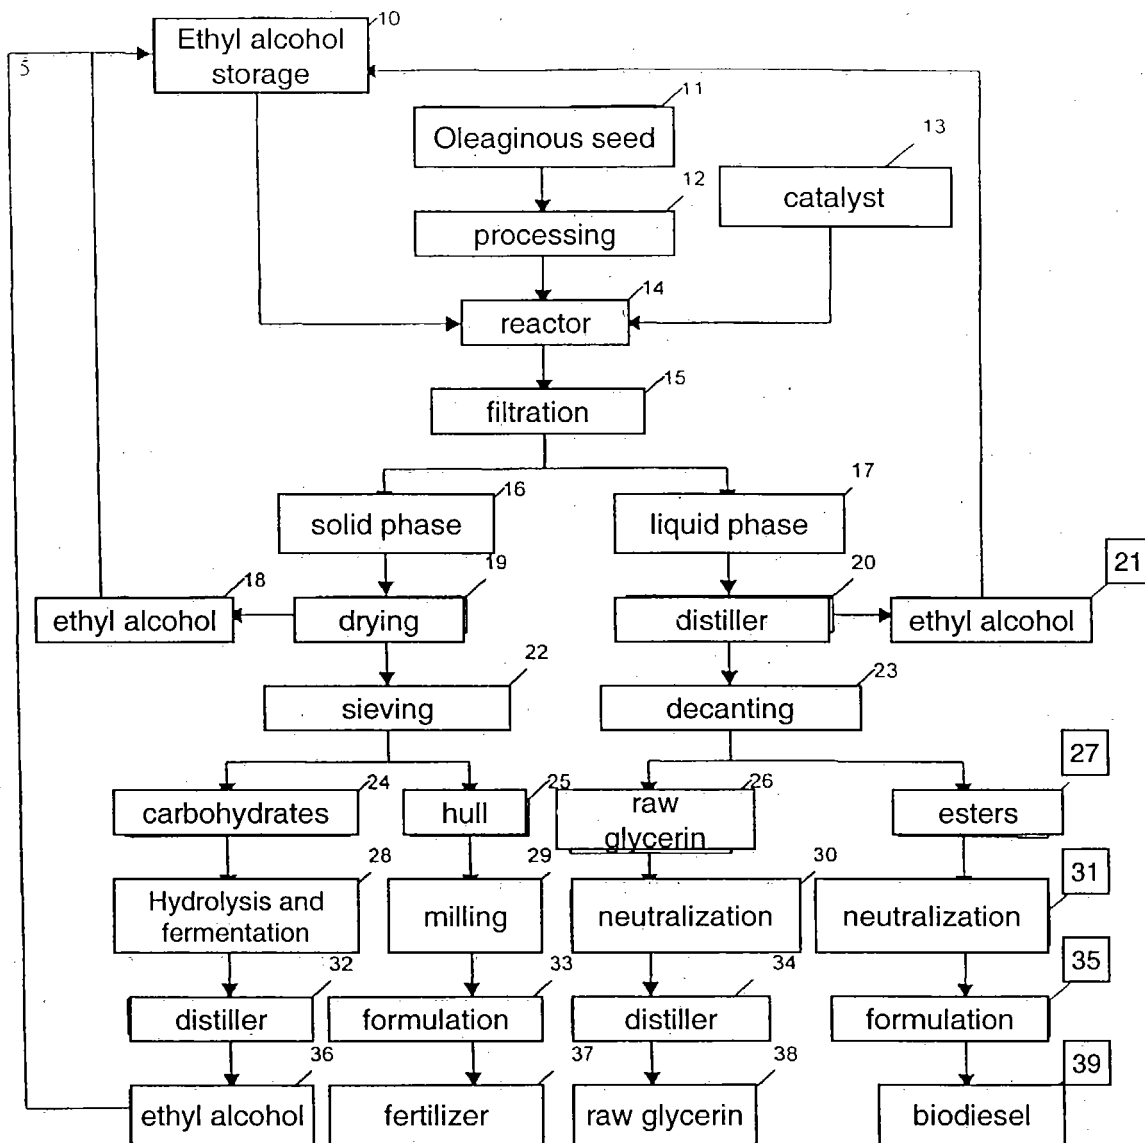 10
Ethyl alcohol
storage
5
11
Oleaginous seed
13
catalyst
12
processing
14
reactor
15
filtration
16
solid phase
17
liquid phase
18
ethyl alcohol
19
drying
20
distiller
21
ethyl alcohol
22
sieving
23
decanting
24
carbohydrates
25
hull
26
raw
glycerin
27
esters
28
Hydrolysis and
fermentation
29
milling
30
neutralization
31
neutralization
32
distiller
33
formulation
34
distiller
35
formulation
36
ethyl alcohol
37
fertilizer
38
raw glycerin
39
biodiesel